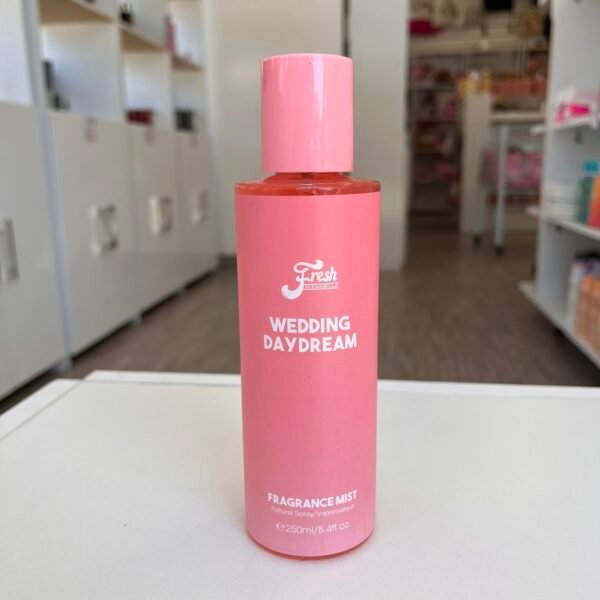 Fresh
WEDDING
DAYDREAM
FRAGRANCE MIST
Natural Spray/Vaporisateur
℮250ml/8.4fl.oz.